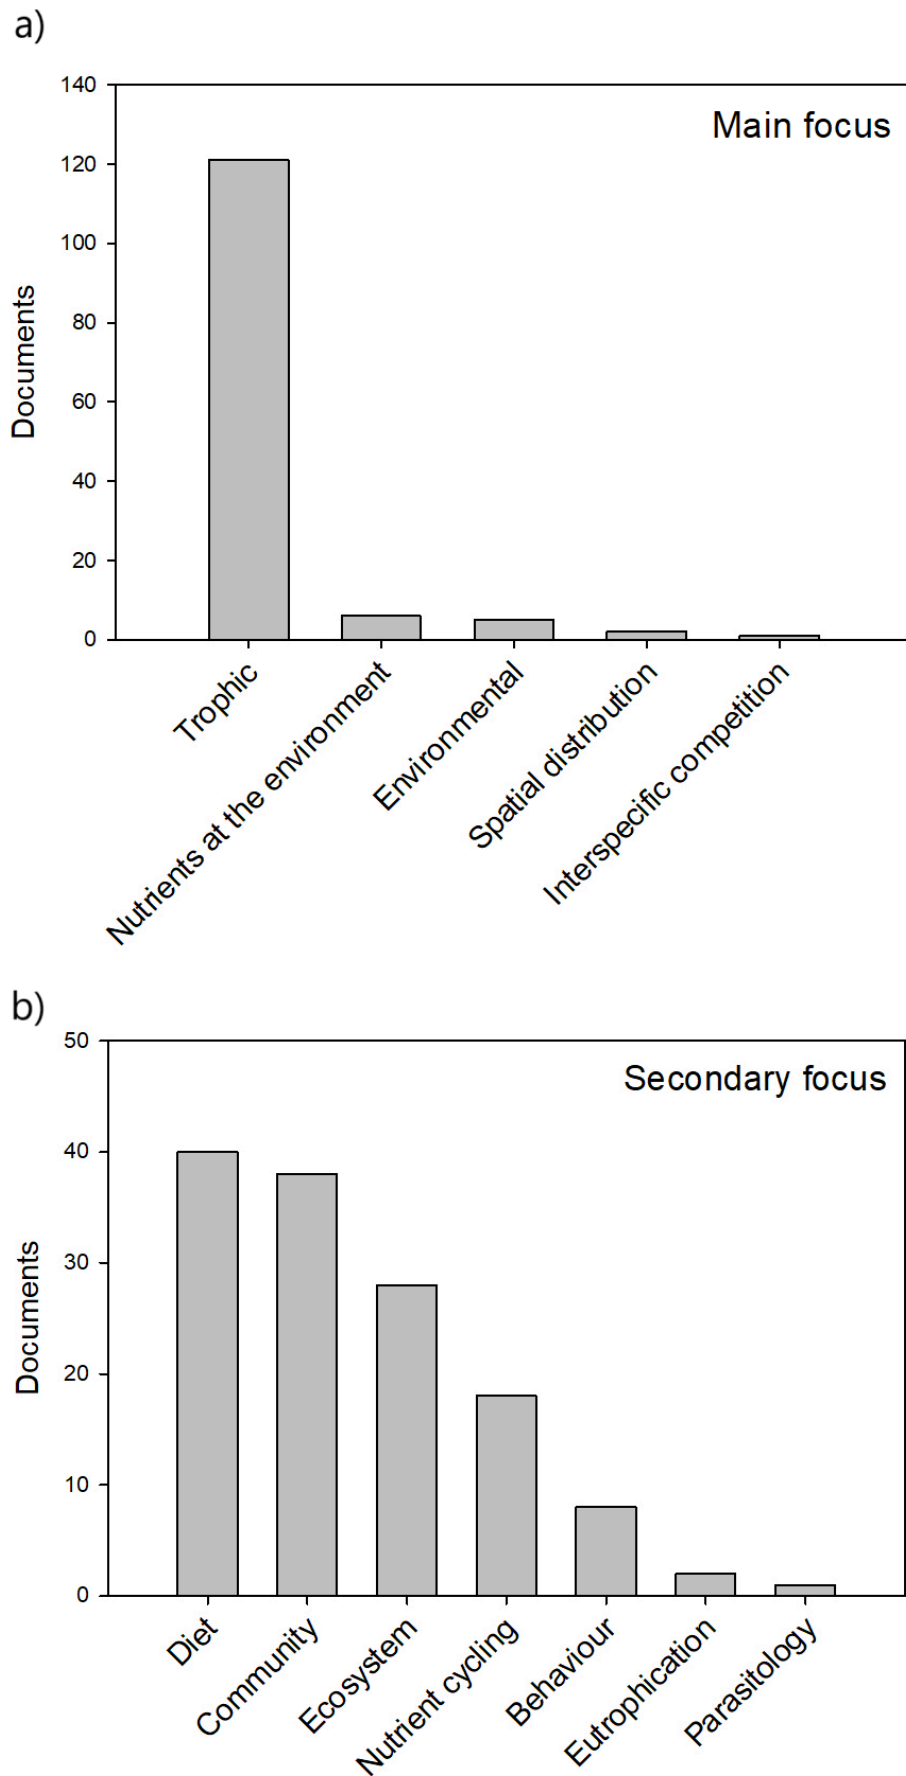 a)
Main focus
Documents
140
120
100
80
60
40
20
0
Trophic
Nutrients at the environment
Environmental
Spatial distribution
Interspecific competition
b)
Secondary focus
Documents
50
40
30
20
10
0
Diet
Community
Ecosystem
Nutrient cycling
Behaviour
Eutrophication
Parasitology